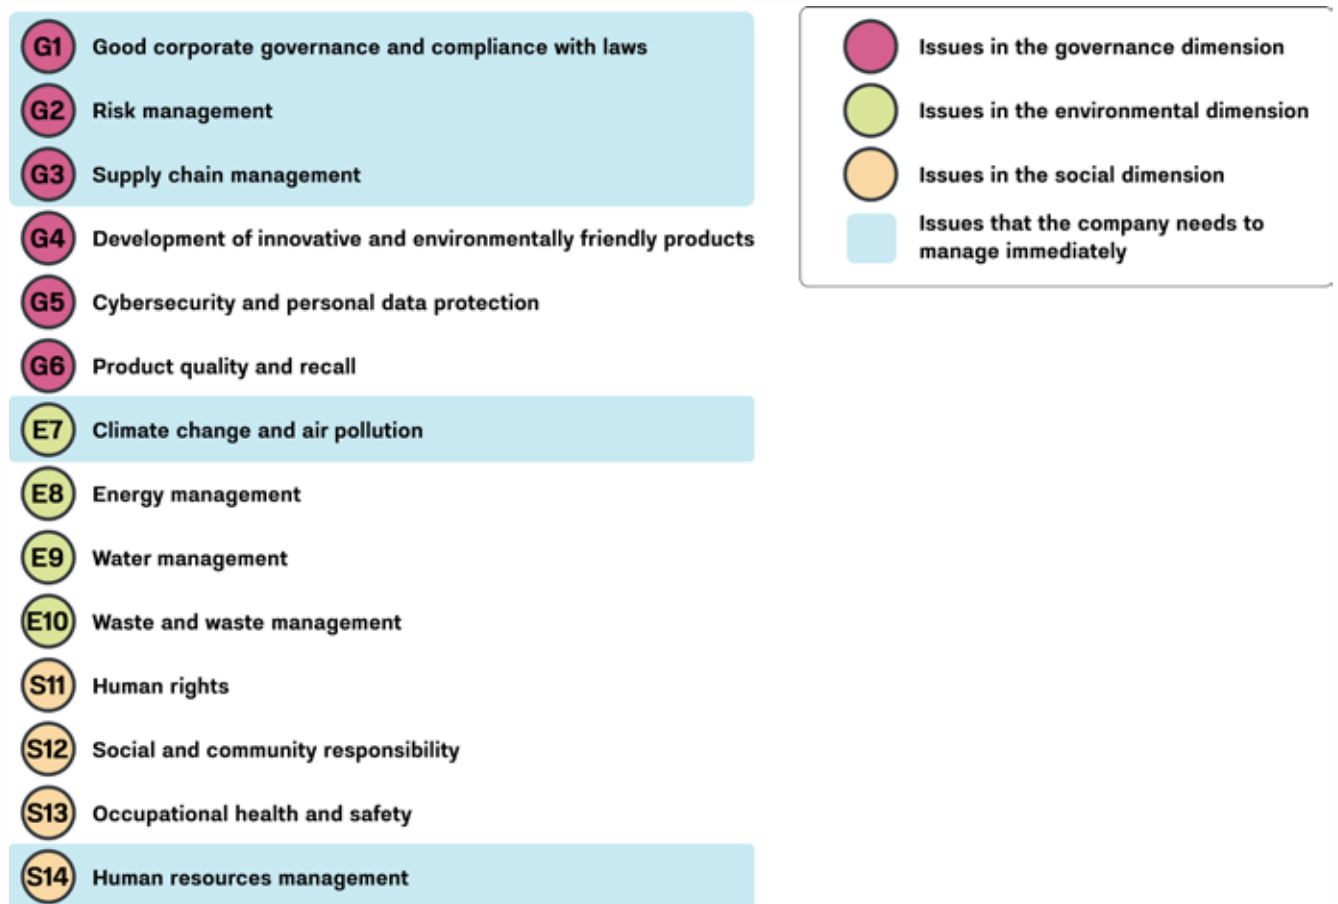 G1 Good corporate governance and compliance with laws
G2 Risk management
G3 Supply chain management
G4 Development of innovative and environmentally friendly products
G5 Cybersecurity and personal data protection
G6 Product quality and recall
E7 Climate change and air pollution
E8 Energy management
E9 Water management
E10 Waste and waste management
S11 Human rights
S12 Social and community responsibility
S13 Occupational health and safety
S14 Human resources management
Issues in the governance dimension
Issues in the environmental dimension
Issues in the social dimension
Issues that the company needs to
manage immediately